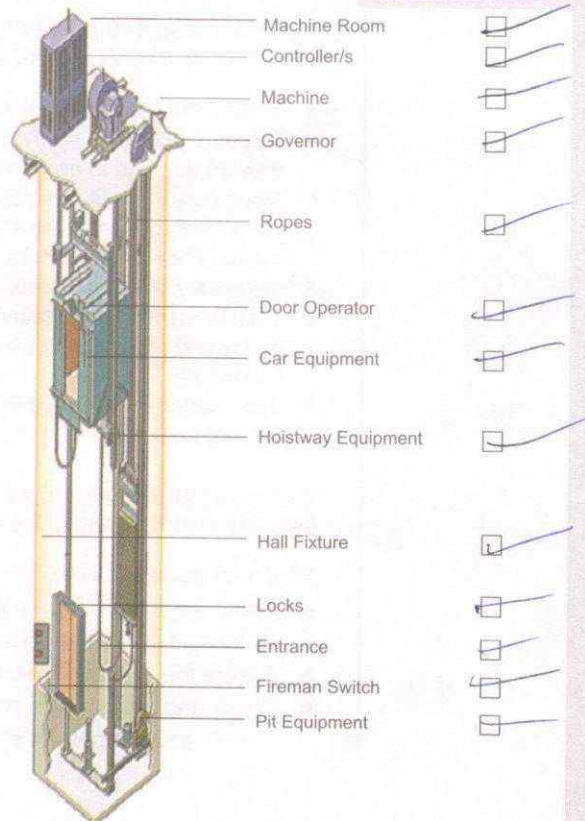 Machine Room
Controller/s
Machine
Governor
Ropes
Door Operator
Car Equipment
Hoistway Equipment
Hall Fixture
Locks
Entrance
Fireman Switch
Pit Equipment